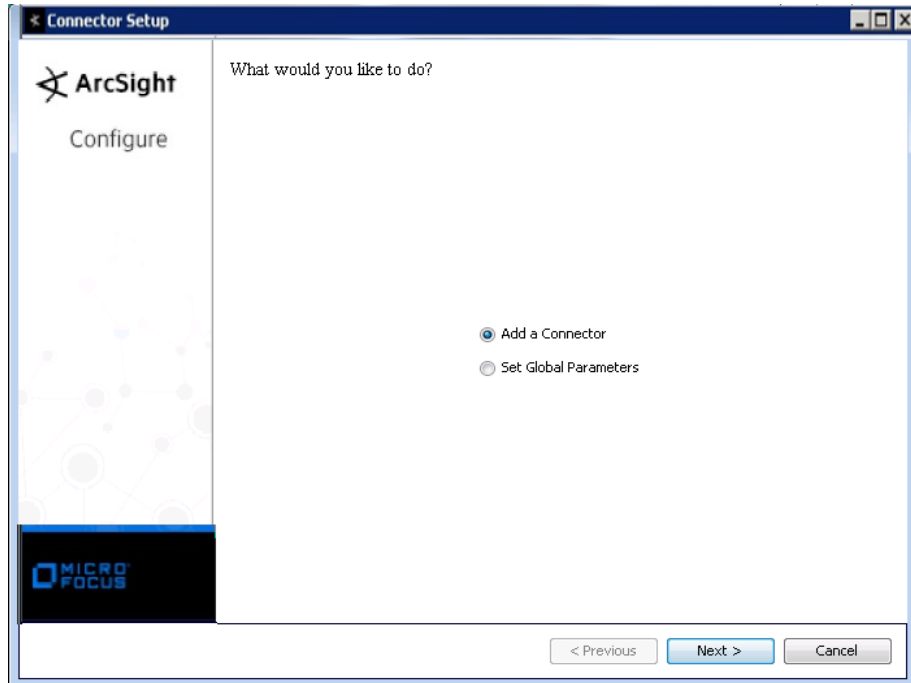 Connector Setup
ArcSight
Configure
What would you like to do?
Add a Connector
Set Global Parameters
MICRO
FOCUS
< Previous
Next >
Cancel